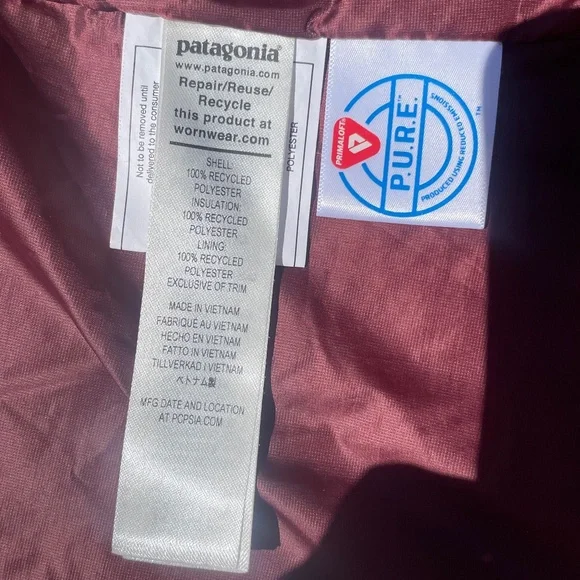 patagonia®
www.patagonia.com
Repair/Reuse/
Recycle
this product at
wornwear.com
SHELL:
100% RECYCLED
POLYESTER
INSULATION:
100% RECYCLED
POLYESTER
LINING:
100% RECYCLED
POLYESTER
EXCLUSIVE OF TRIM
MADE IN VIETNAM
FABRIQUÉ AU VIETNAM
HECHO EN VIETNAM
FATTO IN VIETNAM
TILLVERKAD I VIETNAM
ベトナム製
MFG DATE AND LOCATION
AT PCPSIA.COM
Not to be removed until
delivered to the consumer
POLYESTER
PRIMALOFT®
P.U.R.E.™
PRODUCED USING REDUCED EMISSIONS
™